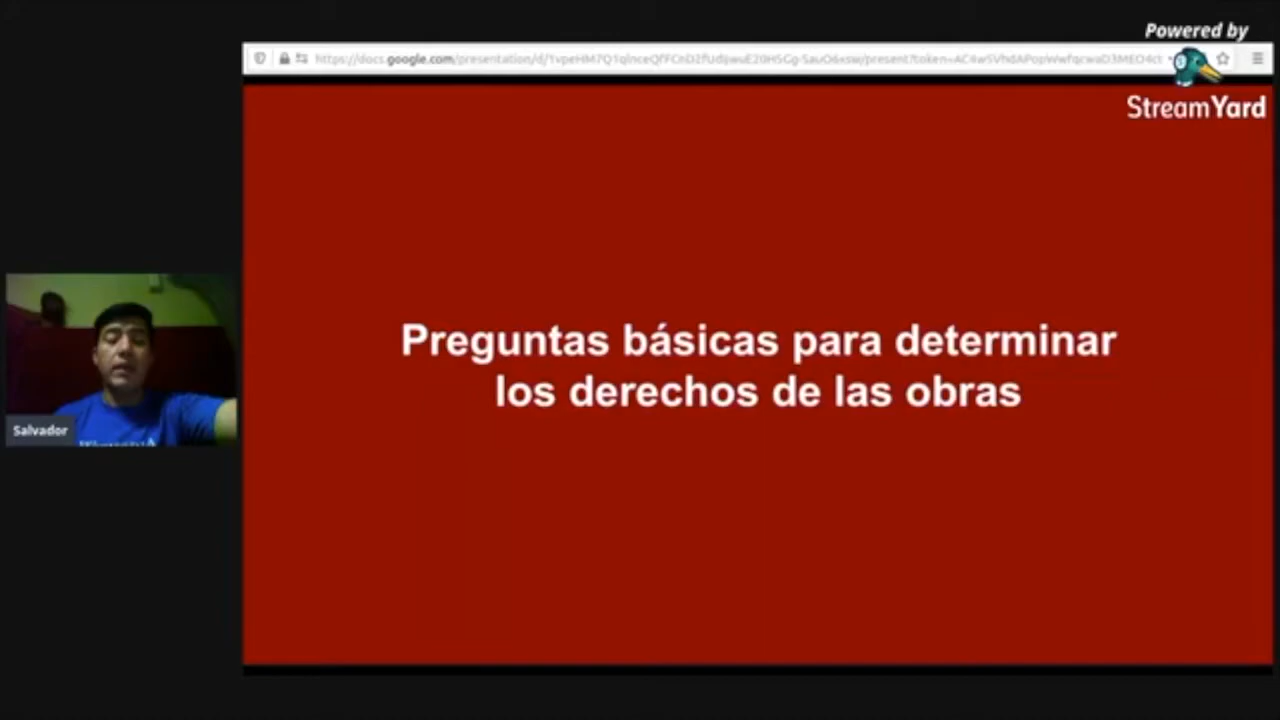 Powered by
StreamYard
Preguntas básicas para determinar
los derechos de las obras
Salvador